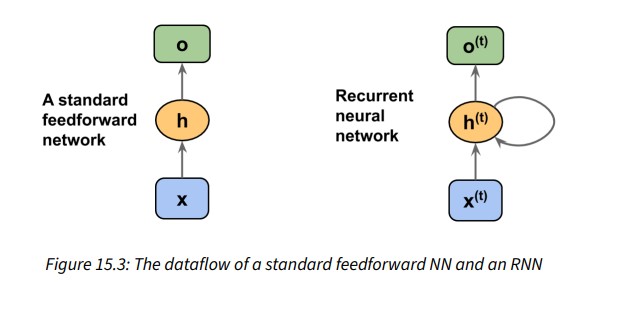 o
A standard
feedforward
network
h
x
o(t)
Recurrent
neural
network
h(t)
x(t)
Figure 15.3: The dataflow of a standard feedforward NN and an RNN